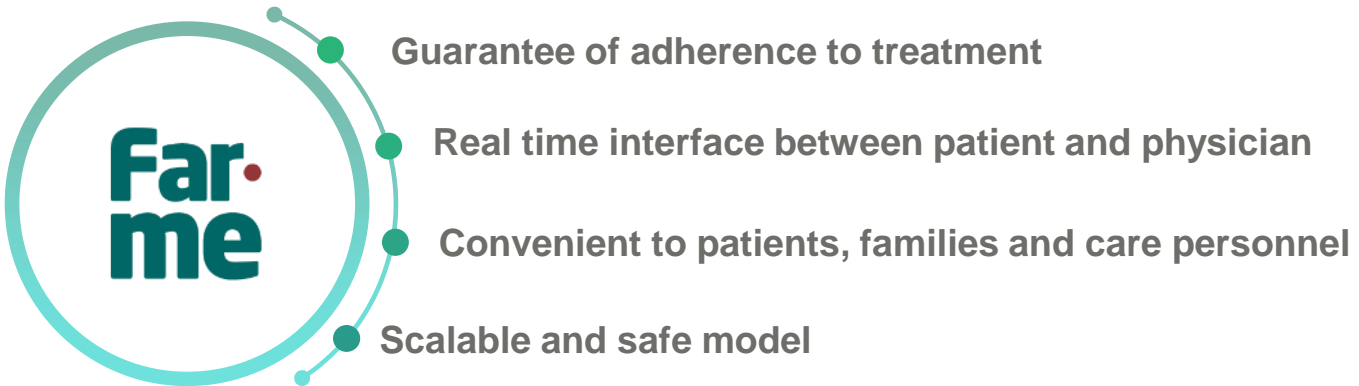 Far.
me
Guarantee of adherence to treatment
Real time interface between patient and physician
Convenient to patients, families and care personnel
Scalable and safe model